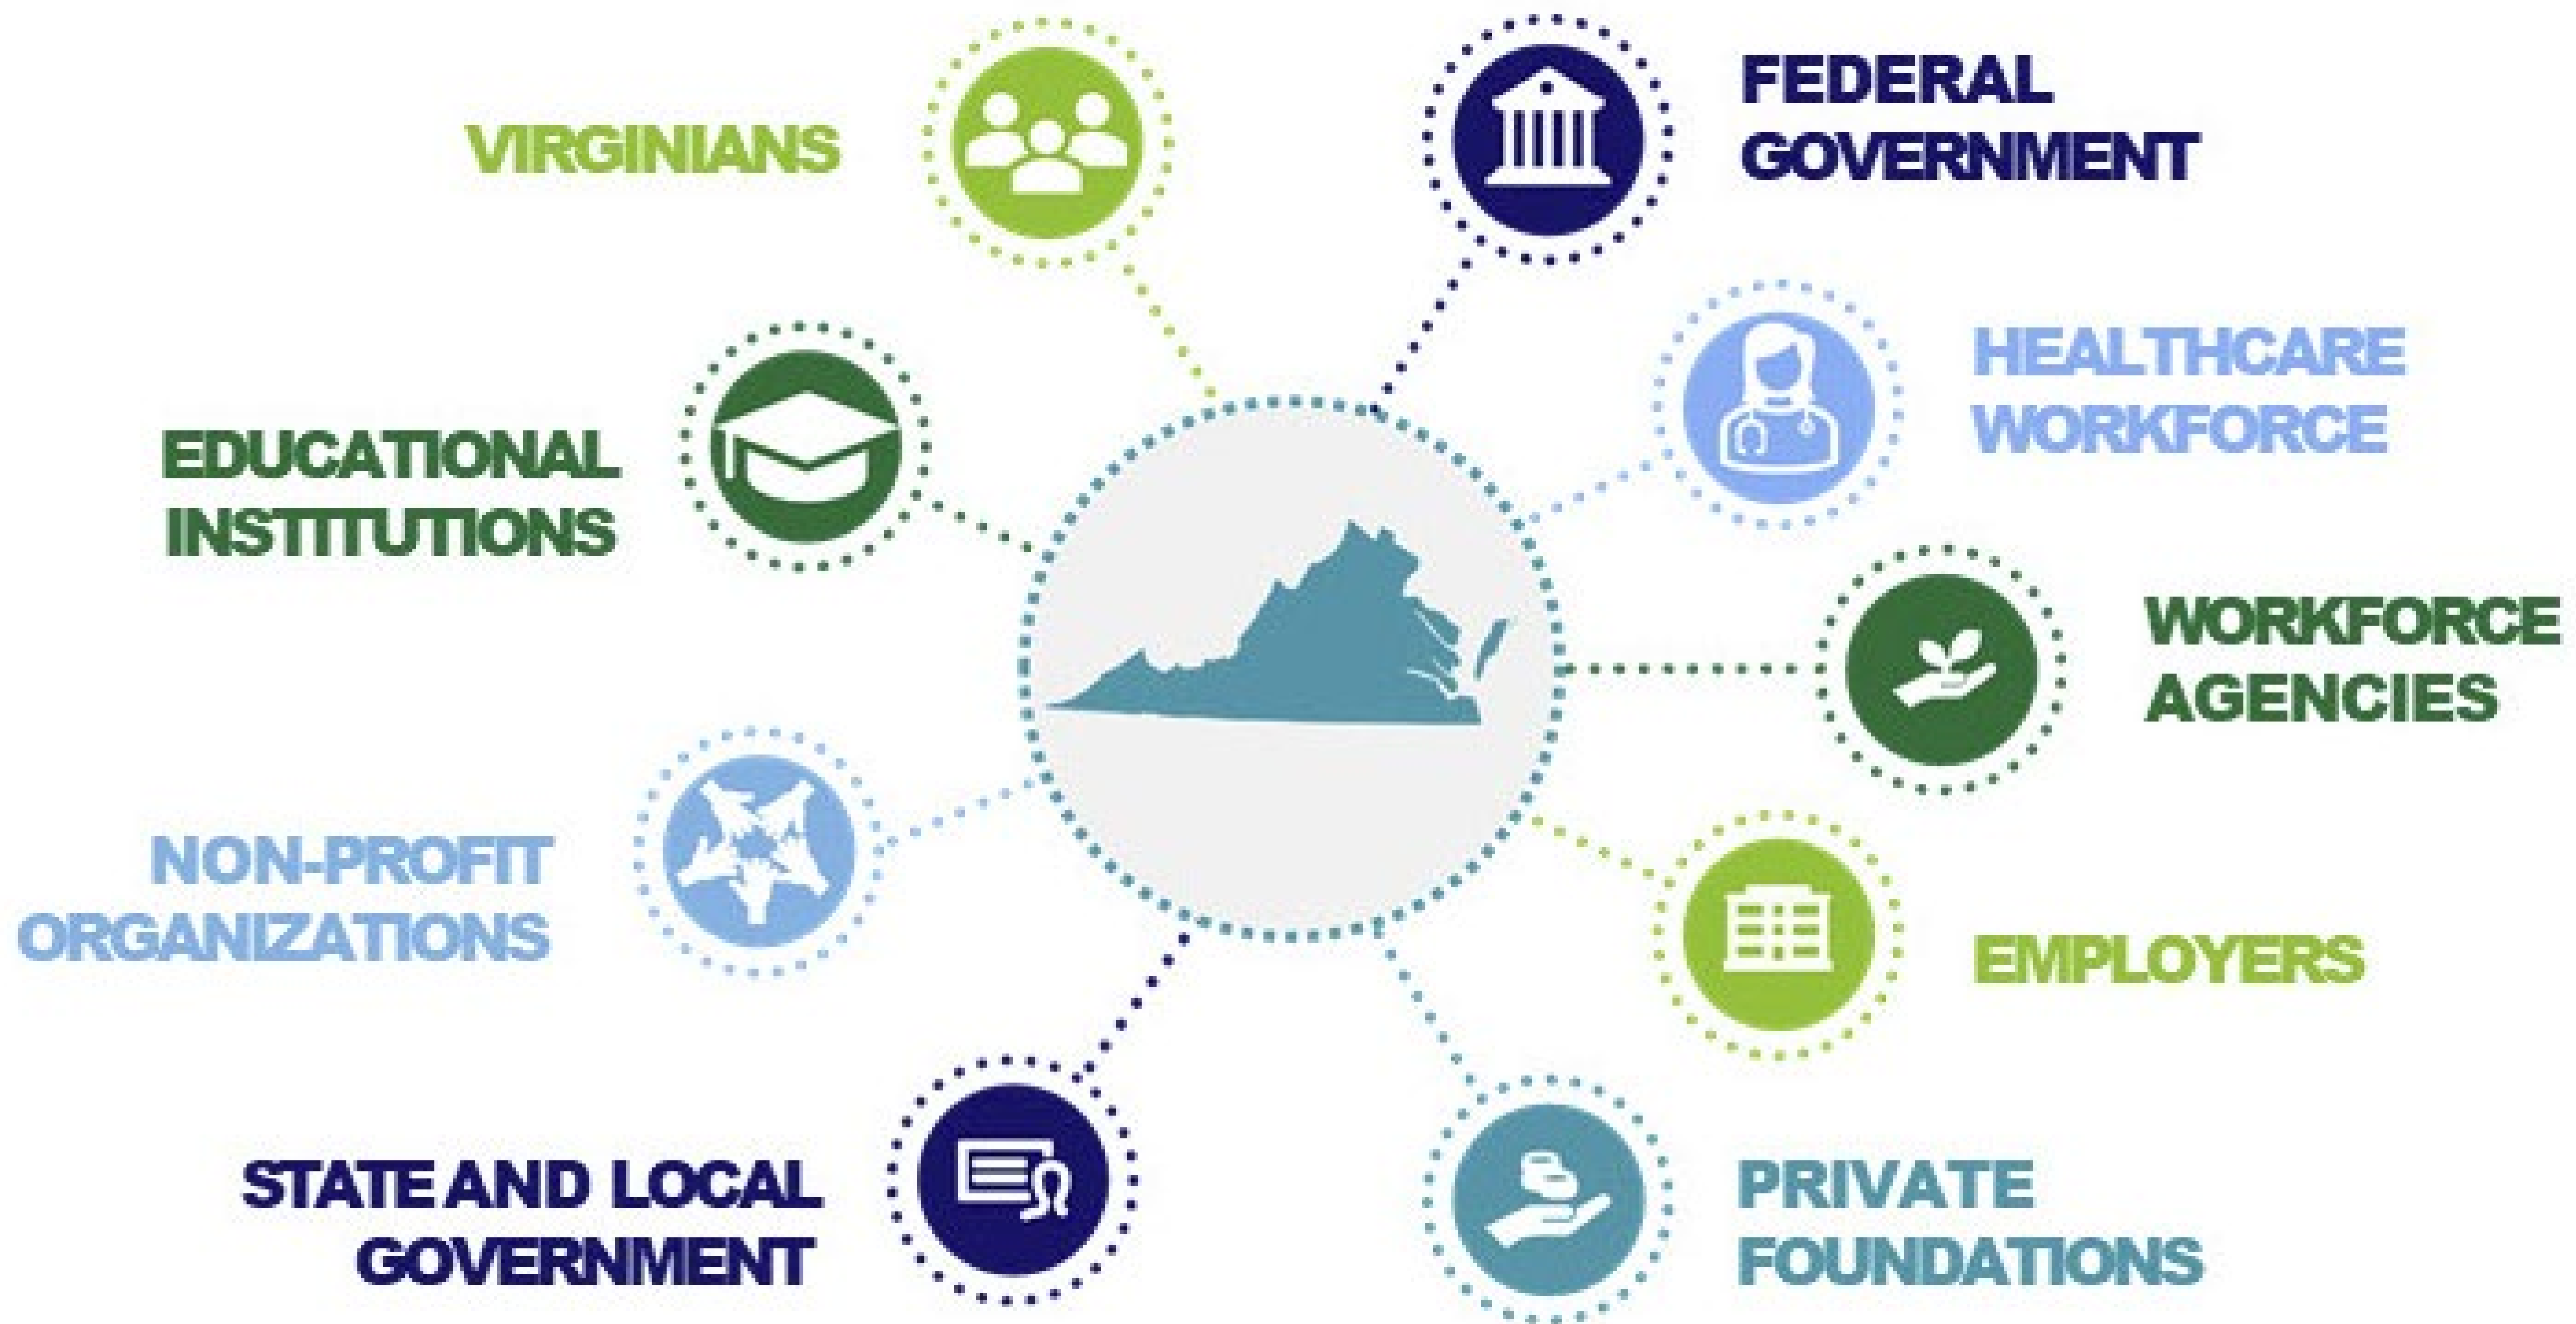 VIRGINIANS
FEDERAL
GOVERNMENT
HEALTHCARE
WORKFORCE
EDUCATIONAL
INSTITUTIONS
WORKFORCE
AGENCIES
NON-PROFIT
ORGANIZATIONS
EMPLOYERS
STATE AND LOCAL
GOVERNMENT
PRIVATE
FOUNDATIONS